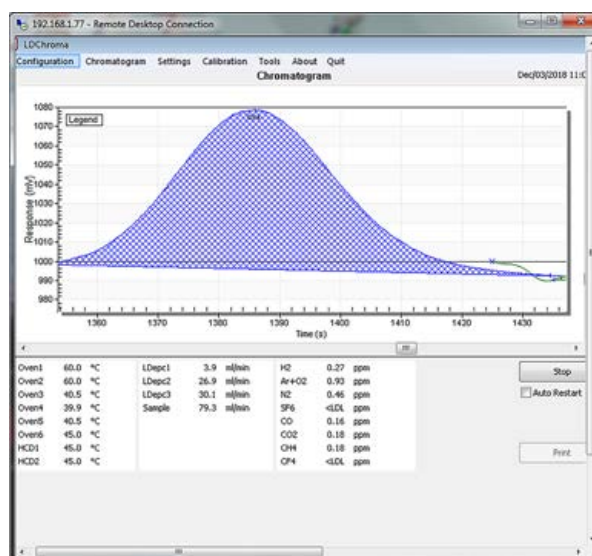 192.168.1.77 - Remote Desktop Connection
LDChroma
Configuration Chromatogram Settings Calibration Tools About Quit
Chromatogram
Dec/03/2018 11:0
Legend
Response (mV)
1080
1070
1060
1050
1040
1030
1020
1010
1000
990
980
1360 1370 1380 1390 1400 1410 1420 1430
Time (s)
Oven1 60.0 °C LDepc1 3.9 ml/min H2 0.27 ppm
Oven2 60.0 °C LDepc2 26.9 ml/min Ar+O2 0.93 ppm
Oven3 40.5 °C LDepc3 30.1 ml/min N2 0.46 ppm
Oven4 39.9 °C Sample 79.3 ml/min SF6 <LDL ppm
Oven5 40.5 °C CO 0.16 ppm
Oven6 45.0 °C CO2 0.18 ppm
HCD1 45.0 °C CH4 0.18 ppm
HCD2 45.0 °C CF4 <LDL ppm
Stop
Auto Restart
Print